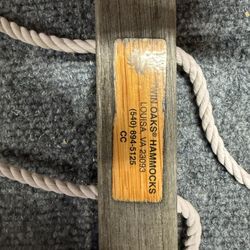 TWIN OAKS® HAMMOCKS
LOUISA, VA 23093
(540) 894-5125
CC